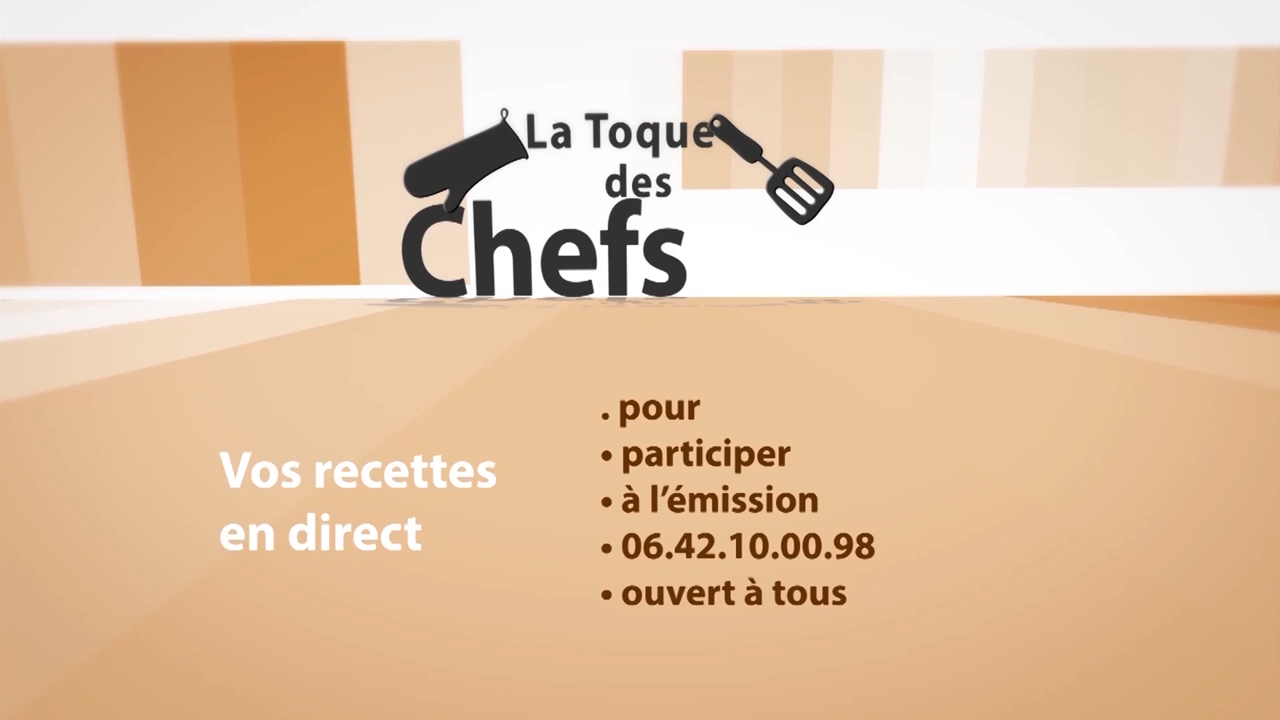 La Toque
des
Chefs
Vos recettes
en direct
. pour
• participer
• à l’émission
• 06.42.10.00.98
• ouvert à tous